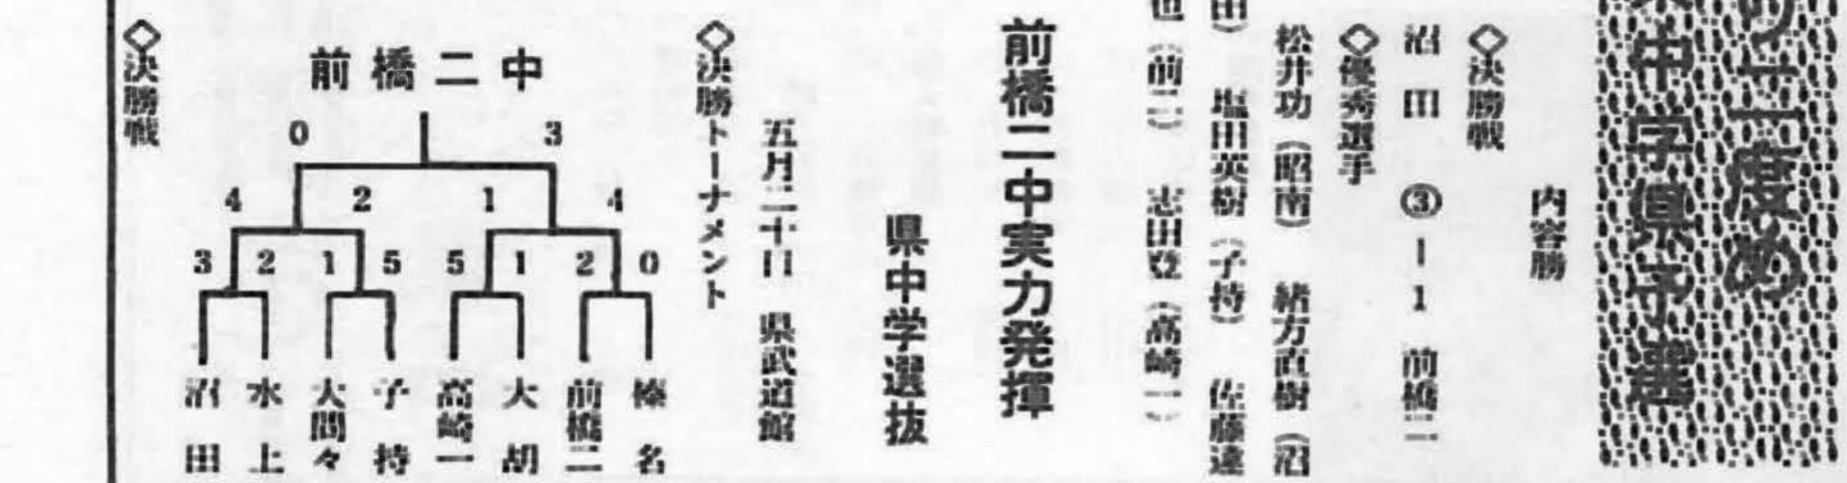 り二度め
中学県予選
内容勝
◇決勝戦
沼田 ③ー1 前橋二
◇優秀選手
松井功（昭南） 緒方直樹（沼
田） 塩田英樹（子持） 佐藤達
也（前二） 志田登（高崎一）
前橋二中実力発揮
県中学選抜
五月二十日 県武道館
◇決勝トーナメント
前橋二中
0 3
4 2 1 4
3 2 1 5 5 1 2 0
沼田 水上 大間々 子持 高崎一 大胡 前橋二 榛名
◇決勝戦